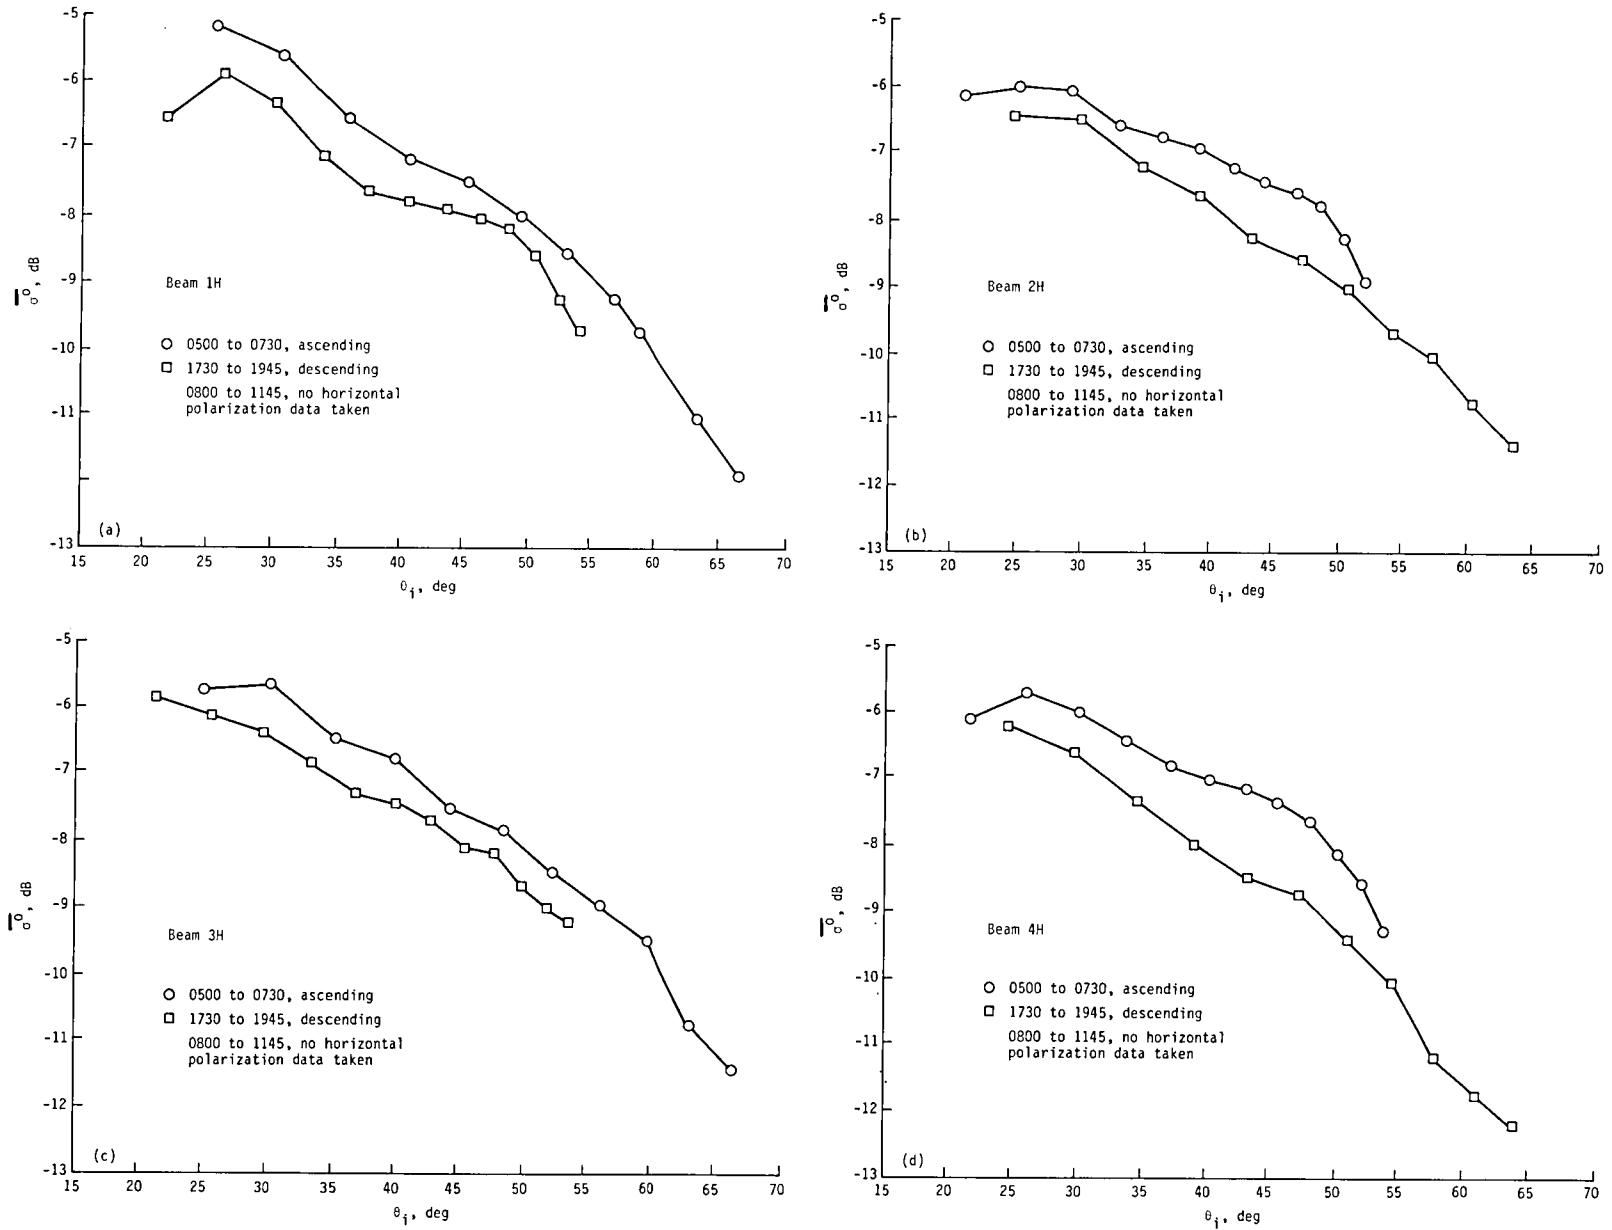 -5
-6
-7
-8
-9
-10
-11
-13
σ⁰, dB
Beam 1H
0500 to 0730, ascending
1730 to 1945, descending
0800 to 1145, no horizontal
polarization data taken
(a)
15 20 25 30 35 40 45 50 55 60 65 70
θi, deg
-5
-6
-7
-8
-9
-10
-11
-12
-13
σ⁰, dB
Beam 2H
0500 to 0730, ascending
1730 to 1945, descending
0800 to 1145, no horizontal
polarization data taken
(b)
15 20 25 30 35 40 45 50 55 60 65 70
θi, deg
-5
-6
-7
-8
-9
-10
-11
-12
-13
σ⁰, dB
Beam 3H
0500 to 0730, ascending
1730 to 1945, descending
0800 to 1145, no horizontal
polarization data taken
(c)
15 20 25 30 35 40 45 50 55 60 65 70
θi, deg
-5
-6
-7
-8
-9
-10
-11
-12
-13
σ⁰, dB
Beam 4H
0500 to 0730, ascending
1730 to 1945, descending
0800 to 1145, no horizontal
polarization data taken
(d)
15 20 25 30 35 40 45 50 55 60 65 70
θi, deg